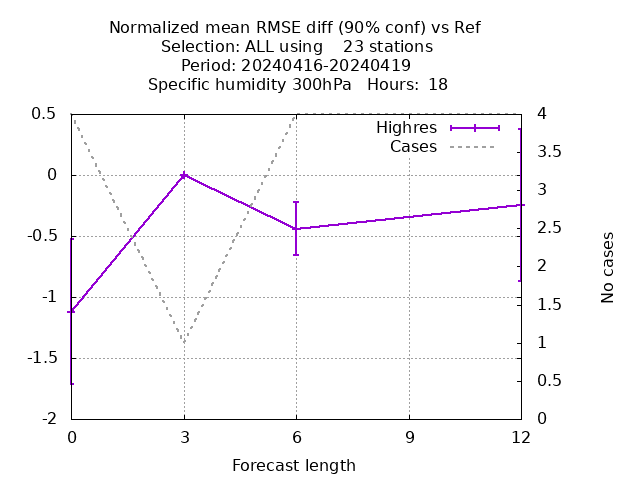 Normalized mean RMSE diff (90% conf) vs Ref
Selection: ALL using    23 stations
Period: 20240416-20240419
Specific humidity 300hPa   Hours:  18
Highres
Cases
0.5
0
-0.5
-1
-1.5
-2
4
3.5
3
2.5
2
1.5
1
0.5
0
No cases
0
3
6
9
12
Forecast length